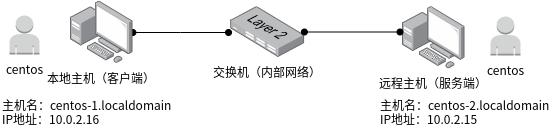 Layer 2
centos
本地主机（客户端）
交换机（内部网络）
远程主机（服务端）
centos
主机名：centos-1.localdomain
IP地址：10.0.2.16
主机名：centos-2.localdomain
IP地址：10.0.2.15